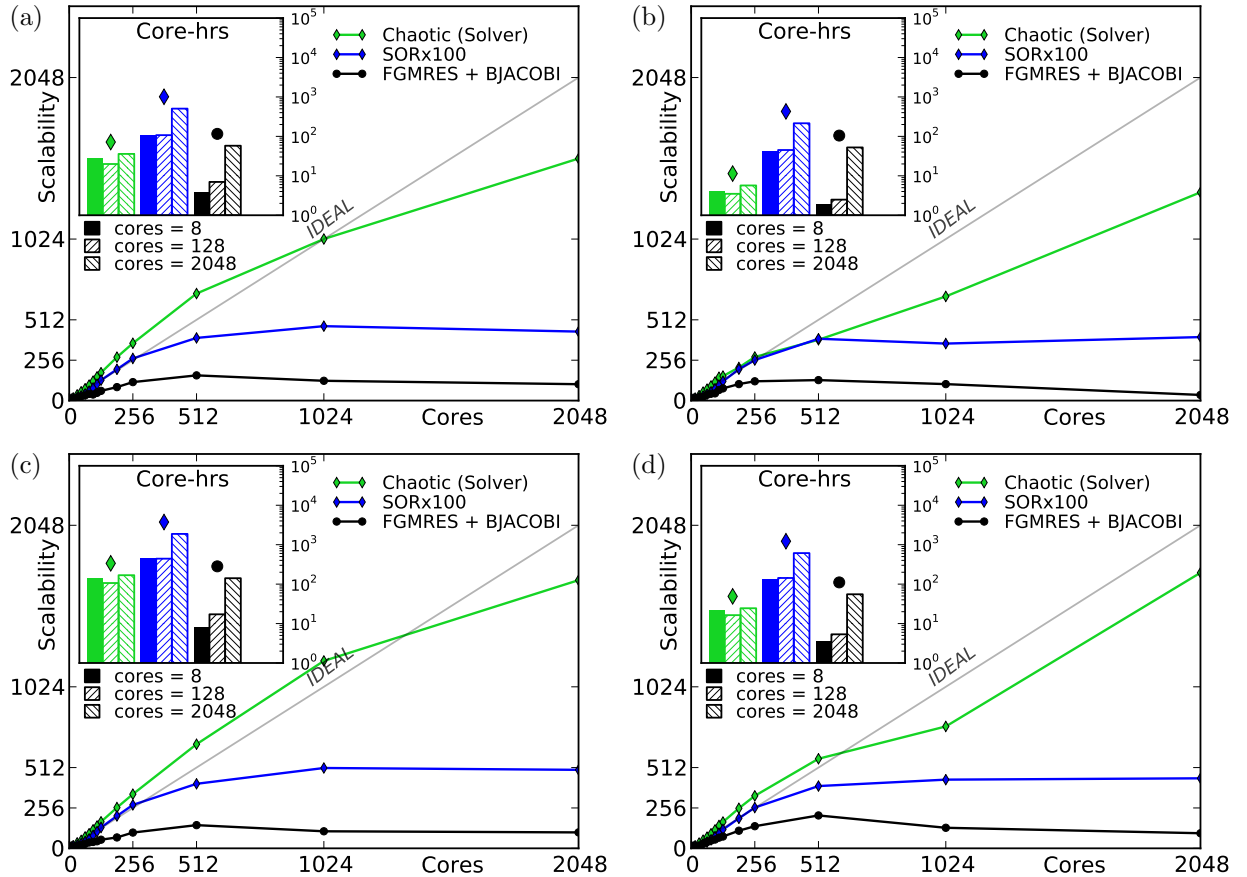 (a)
Core-hrs
10^5
10^4
10^3
10^2
10^1
10^0
Chaotic (Solver)
SORx100
FGMRES + BJACOBI
IDEAL
cores = 8
cores = 128
cores = 2048
Scalability
2048
1024
512
256
0
0 256 512 1024 Cores 2048
(b)
Core-hrs
10^5
10^4
10^3
10^2
10^1
10^0
Chaotic (Solver)
SORx100
FGMRES + BJACOBI
IDEAL
cores = 8
cores = 128
cores = 2048
Scalability
2048
1024
512
256
0
0 256 512 1024 Cores 2048
(c)
Core-hrs
10^5
10^4
10^3
10^2
10^1
10^0
Chaotic (Solver)
SORx100
FGMRES + BJACOBI
IDEAL
cores = 8
cores = 128
cores = 2048
Scalability
2048
1024
512
256
0
0 256 512 1024 Cores 2048
(d)
Core-hrs
10^5
10^4
10^3
10^2
10^1
10^0
Chaotic (Solver)
SORx100
FGMRES + BJACOBI
IDEAL
cores = 8
cores = 128
cores = 2048
Scalability
2048
1024
512
256
0
0 256 512 1024 Cores 2048